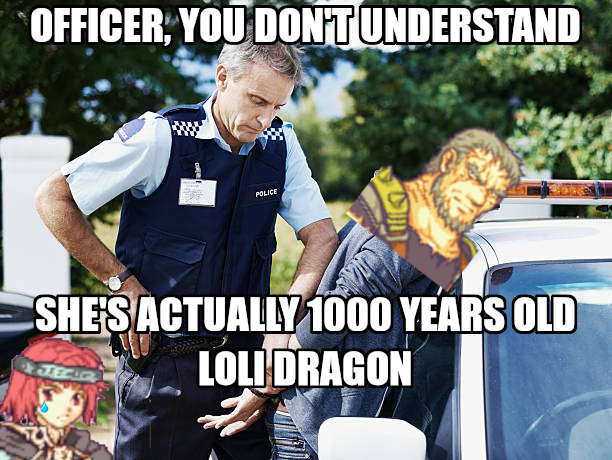 OFFICER, YOU DON'T UNDERSTAND
POLICE
SHE'S ACTUALLY 1000 YEARS OLD
LOLI DRAGON